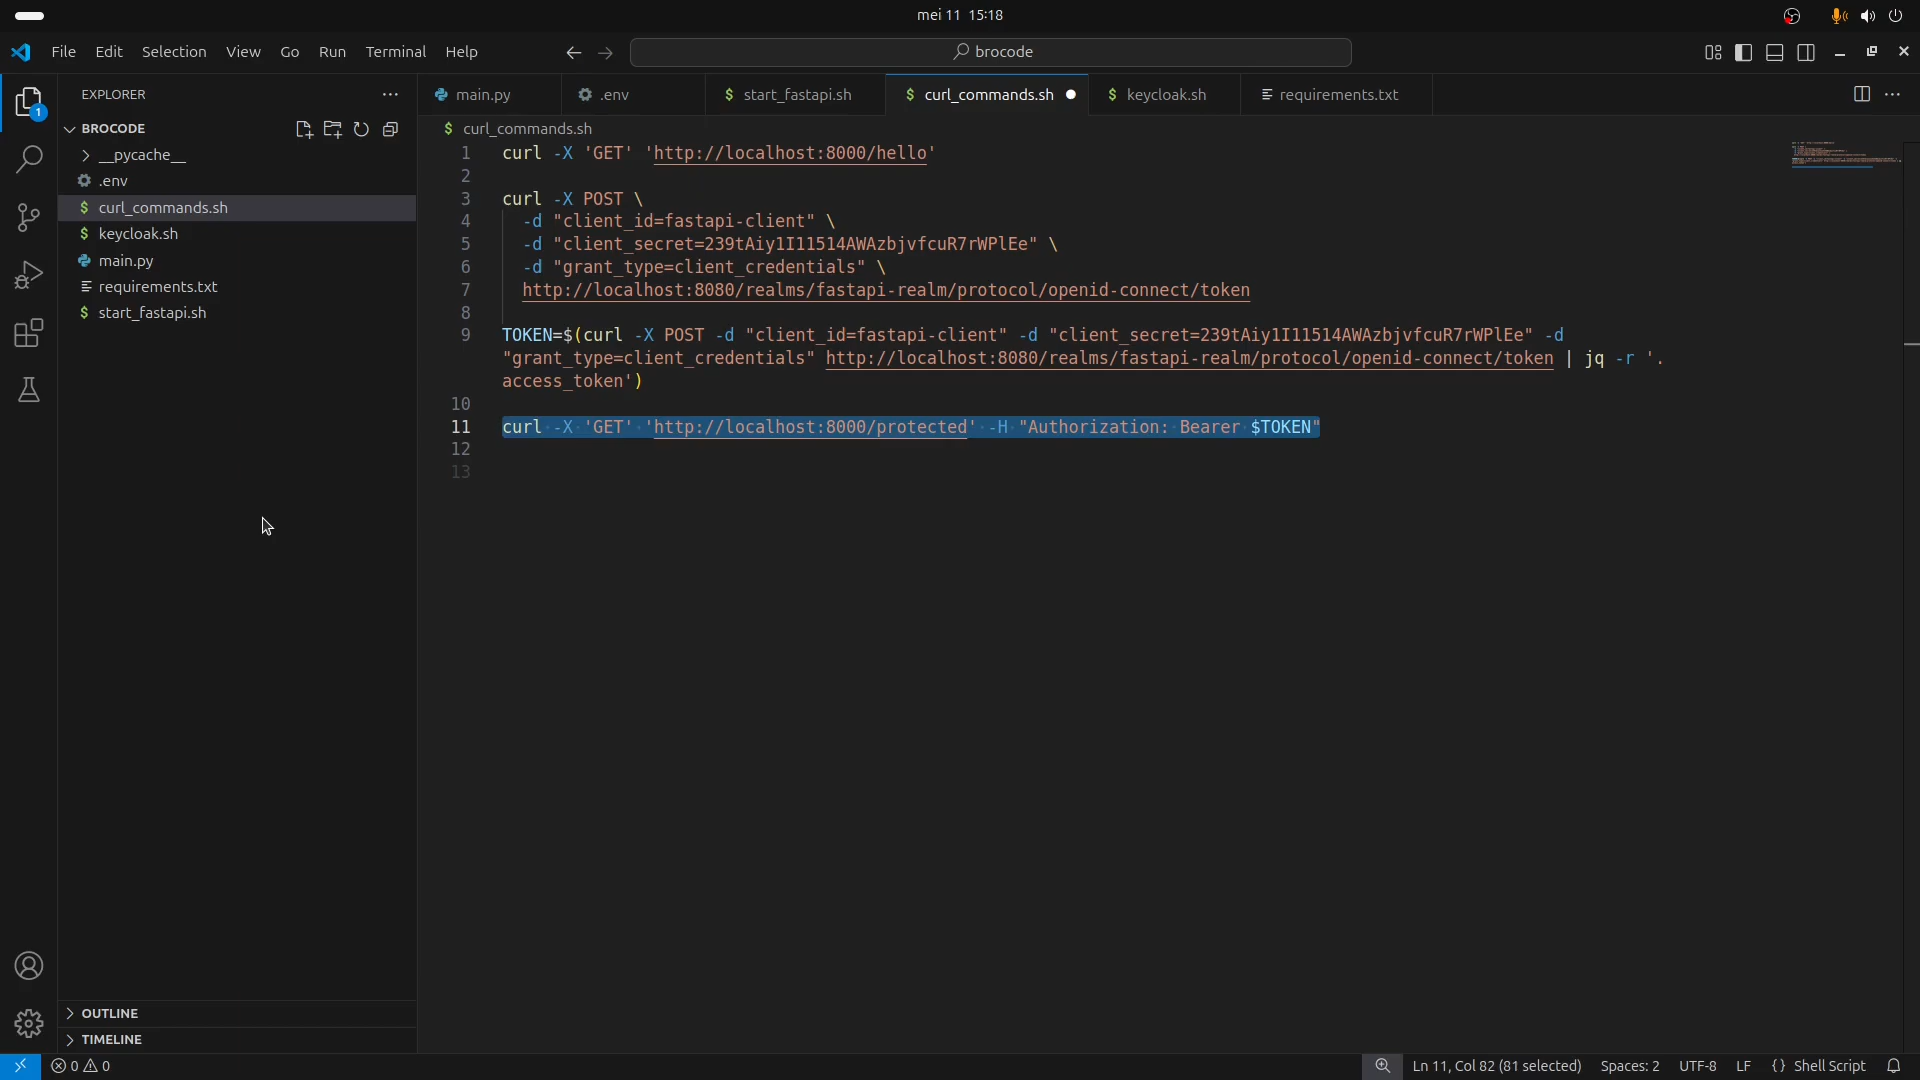 mei 11 15:18
File Edit Selection View Go Run Terminal Help
brocode
EXPLORER
BROCODE
__pycache__
.env
curl_commands.sh
keycloak.sh
main.py
requirements.txt
start_fastapi.sh
OUTLINE
TIMELINE
main.py .env start_fastapi.sh curl_commands.sh keycloak.sh requirements.txt
curl_commands.sh
1 curl -X 'GET' 'http://localhost:8000/hello'
2
3 curl -X POST \
4 -d "client_id=fastapi-client" \
5 -d "client_secret=239tAiy1I11514AWAzbjvfcuR7rWPlEe" \
6 -d "grant_type=client_credentials" \
7 http://localhost:8080/realms/fastapi-realm/protocol/openid-connect/token
8
9 TOKEN=$(curl -X POST -d "client_id=fastapi-client" -d "client_secret=239tAiy1I11514AWAzbjvfcuR7rWPlEe" -d
"grant_type=client_credentials" http://localhost:8080/realms/fastapi-realm/protocol/openid-connect/token | jq -r '.
access_token')
10
11 curl -X 'GET' 'http://localhost:8000/protected' -H "Authorization: Bearer $TOKEN"
12
13
1
0 0
Ln 11, Col 82 (81 selected) Spaces: 2 UTF-8 LF {} Shell Script